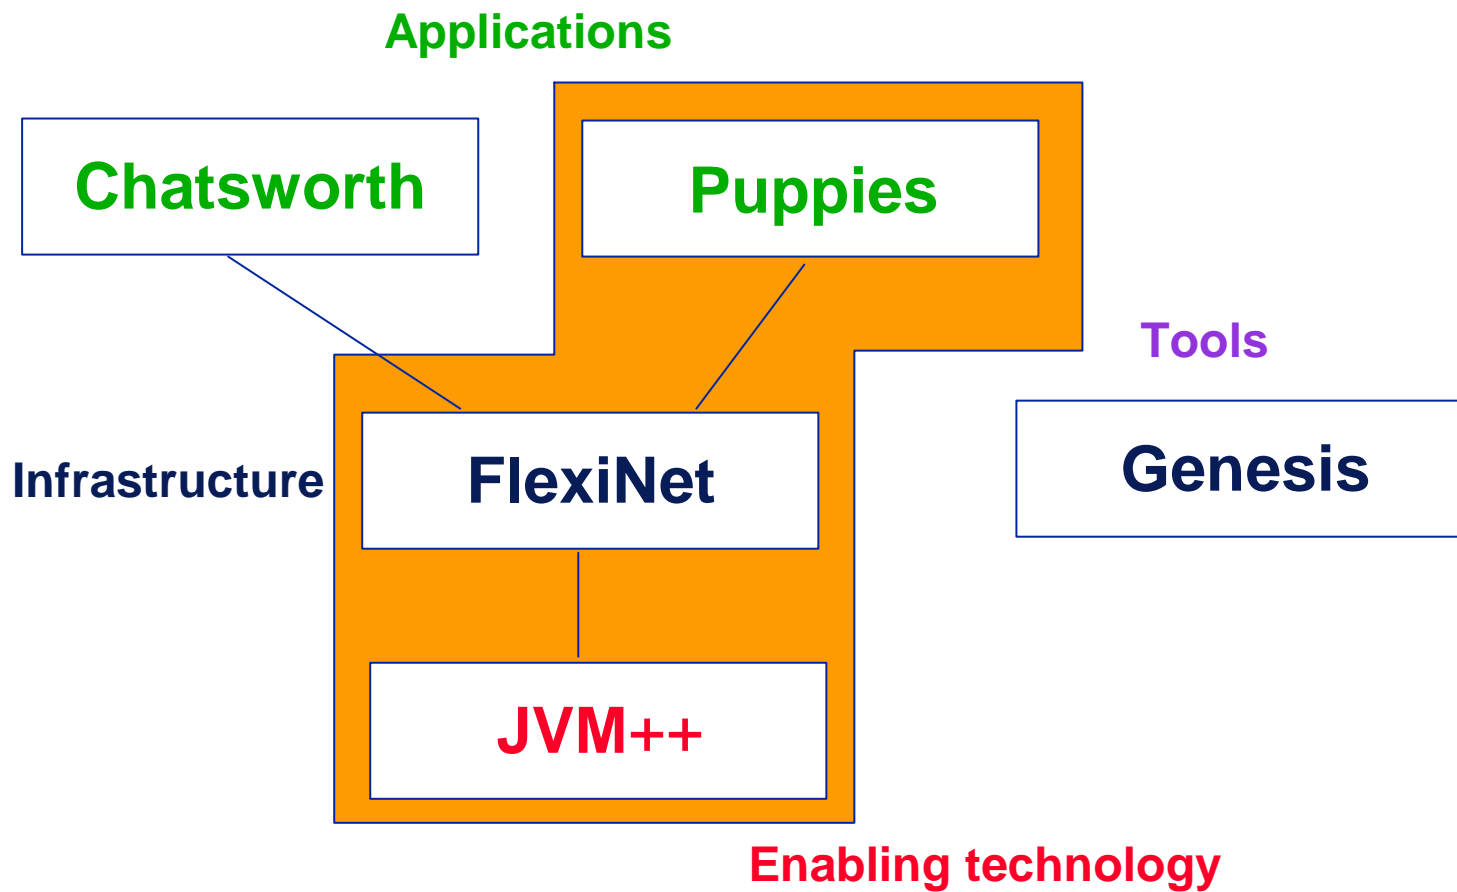 Applications
Chatsworth
Puppies
Tools
Infrastructure
FlexiNet
Genesis
JVM++
Enabling technology